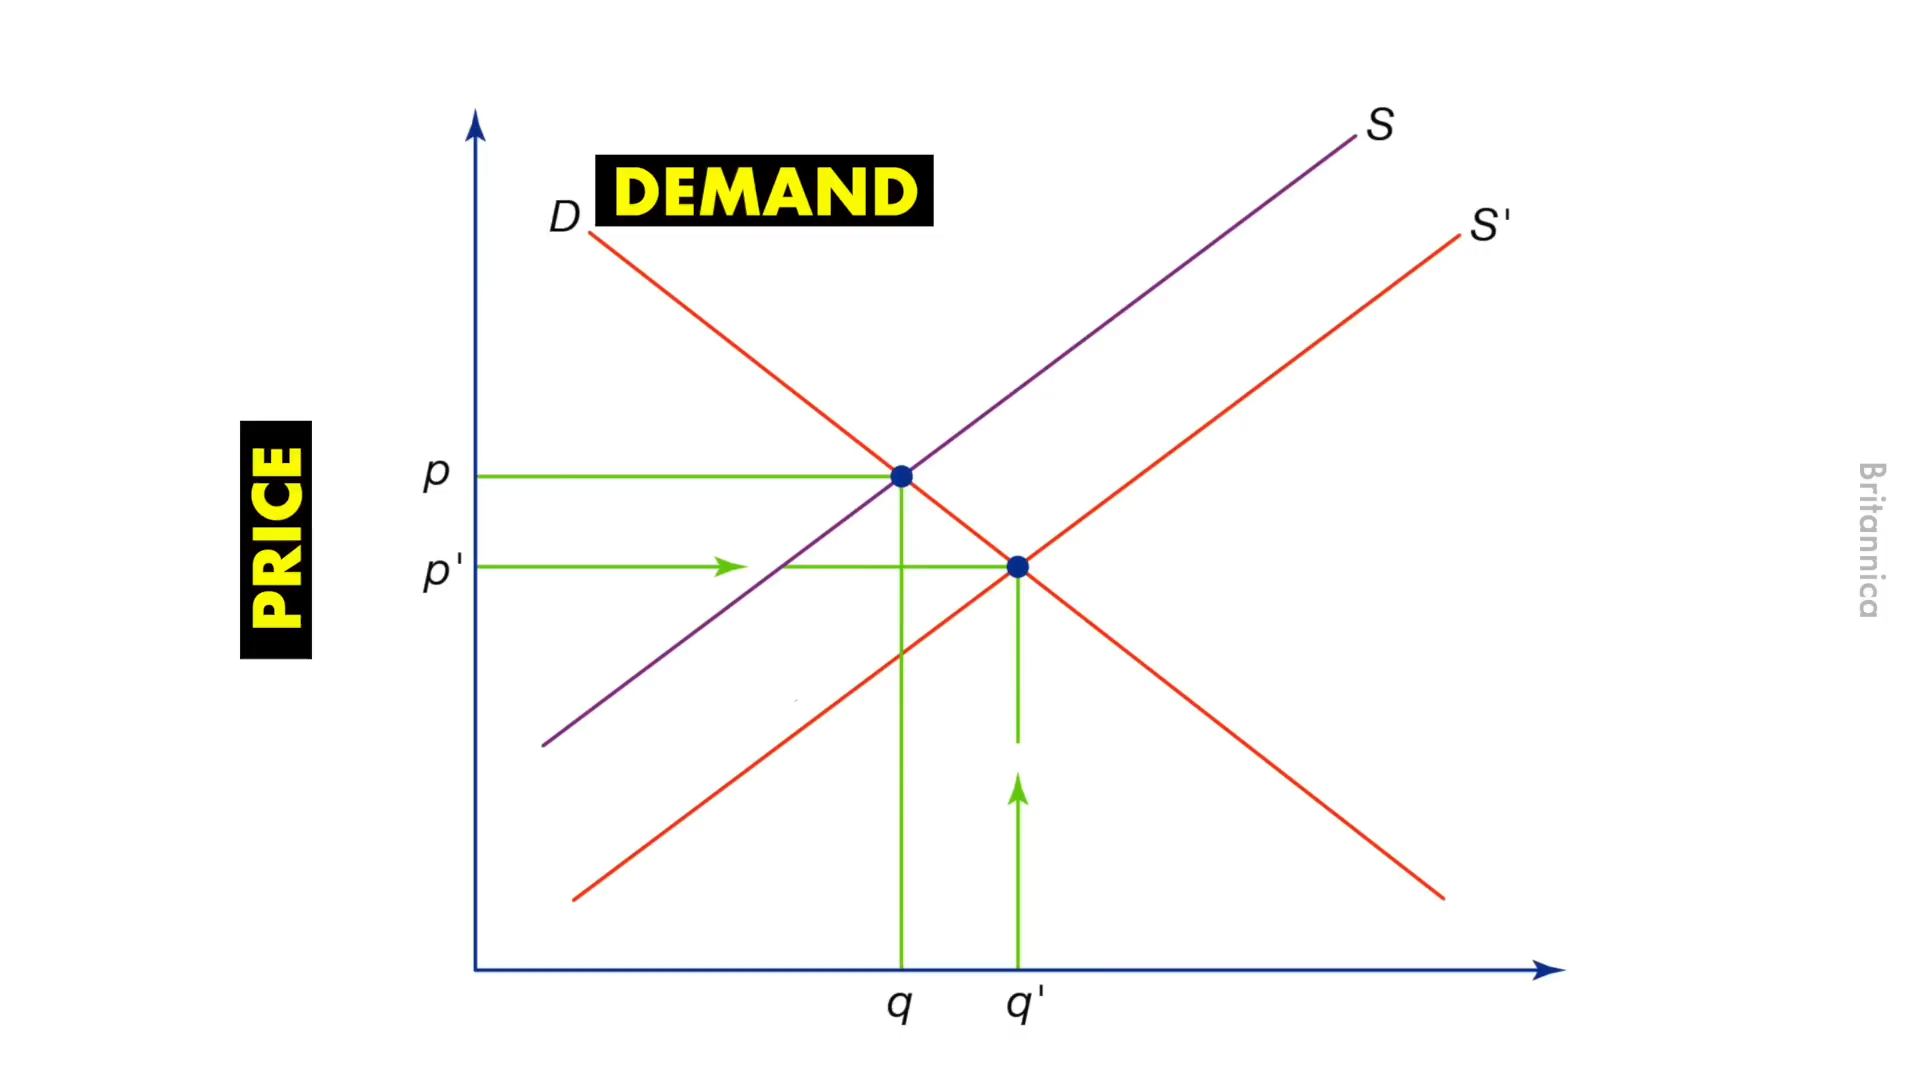 S
DEMAND
D
S'
p
PRICE
p'
Britannica
q
q'